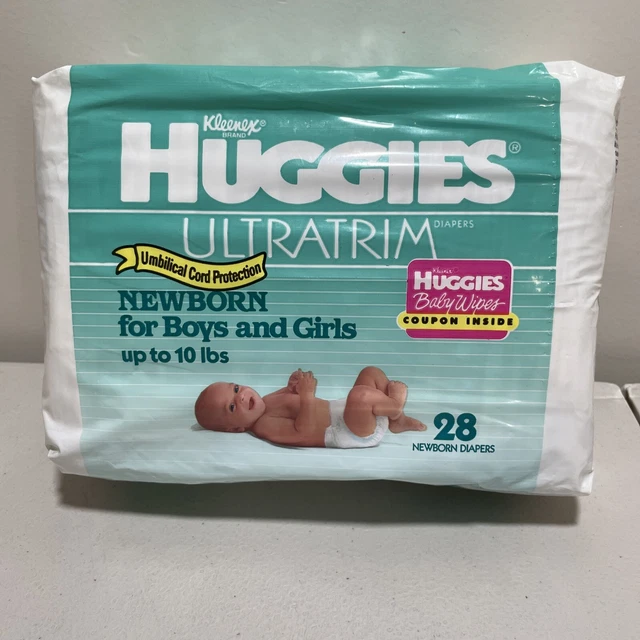 Kleenex®
BRAND
HUGGIES®
ULTRATRIM DIAPERS
Umbilical Cord Protection
NEWBORN
for Boys and Girls
up to 10 lbs
Kleenex
HUGGIES
Baby Wipes
COUPON INSIDE
28
NEWBORN DIAPERS